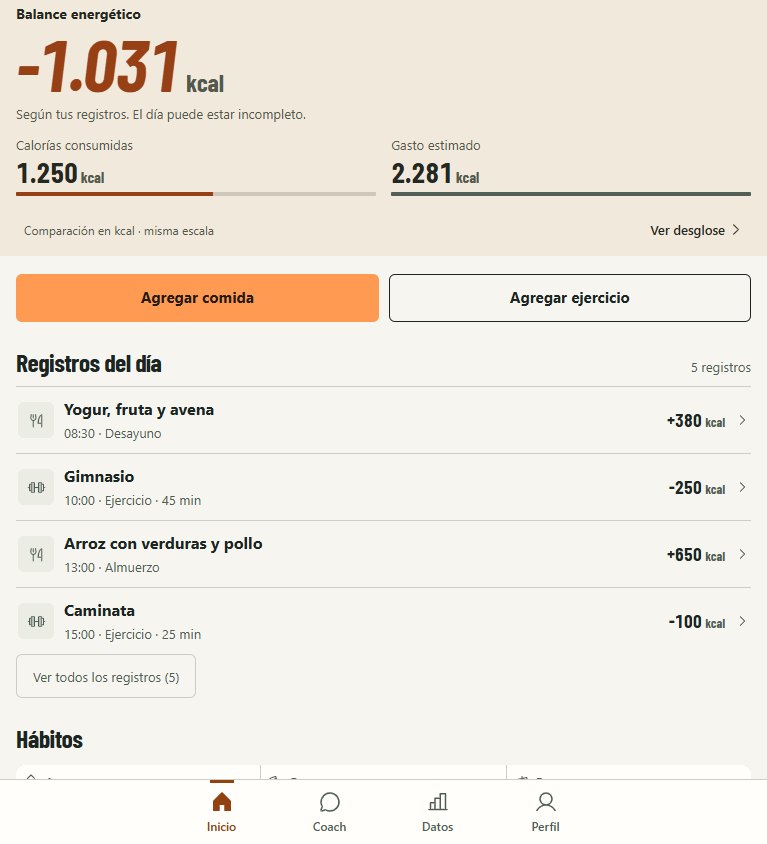 Balance energético
-1.031 kcal
Según tus registros. El día puede estar incompleto.
Calorías consumidas
1.250 kcal
Gasto estimado
2.281 kcal
Comparación en kcal · misma escala
Ver desglose
Agregar comida
Agregar ejercicio
Registros del día
5 registros
Yogur, fruta y avena
08:30 · Desayuno
+380 kcal
Gimnasio
10:00 · Ejercicio · 45 min
-250 kcal
Arroz con verduras y pollo
13:00 · Almuerzo
+650 kcal
Caminata
15:00 · Ejercicio · 25 min
-100 kcal
Ver todos los registros (5)
Hábitos
Inicio
Coach
Datos
Perfil